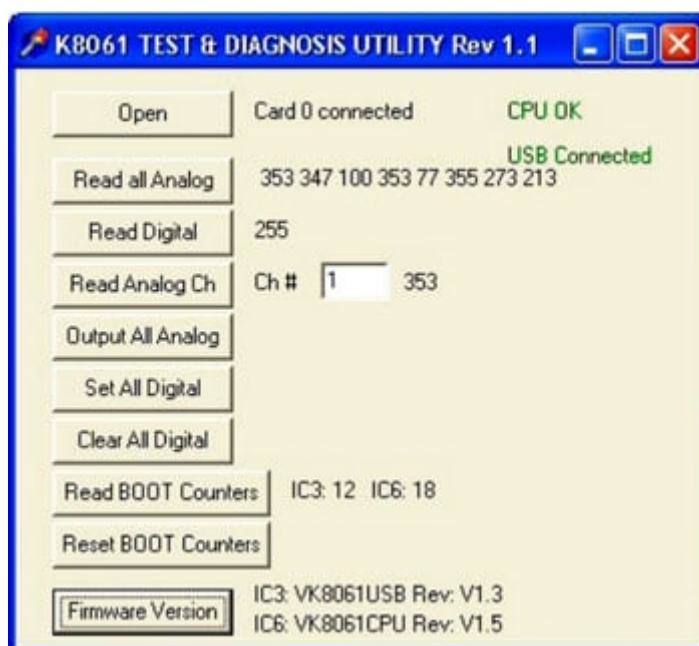 K8061 TEST & DIAGNOSIS UTILITY Rev 1.1
Open Card 0 connected CPU OK
USB Connected
Read all Analog 353 347 100 353 77 355 273 213
Read Digital 255
Read Analog Ch Ch # 1 353
Output All Analog
Set All Digital
Clear All Digital
Read BOOT Counters IC3: 12 IC6: 18
Reset BOOT Counters
Firmware Version IC3: VK8061USB Rev: V1.3
IC6: VK8061CPU Rev: V1.5